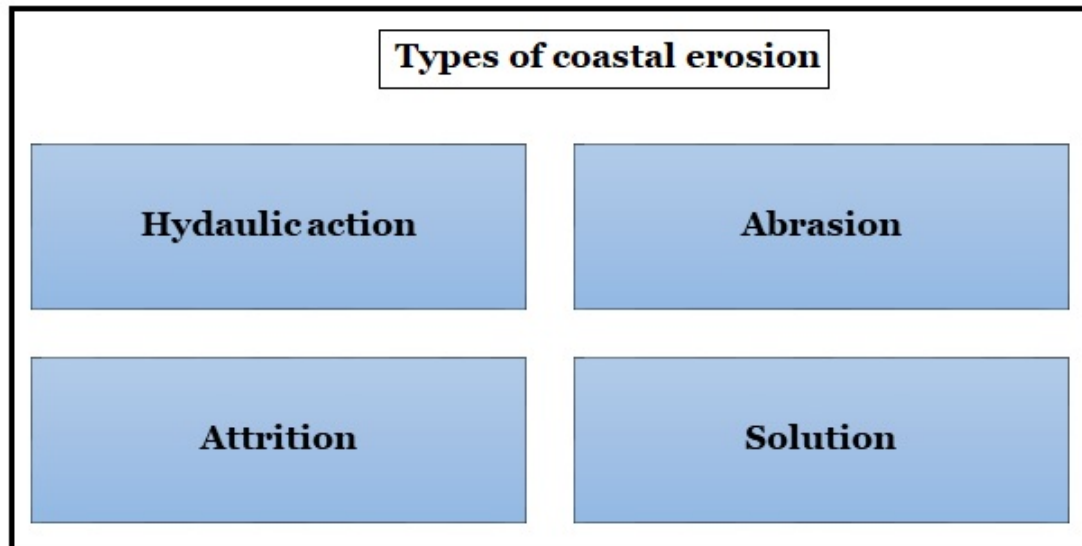 Types of coastal erosion
Hydaulic action
Abrasion
Attrition
Solution